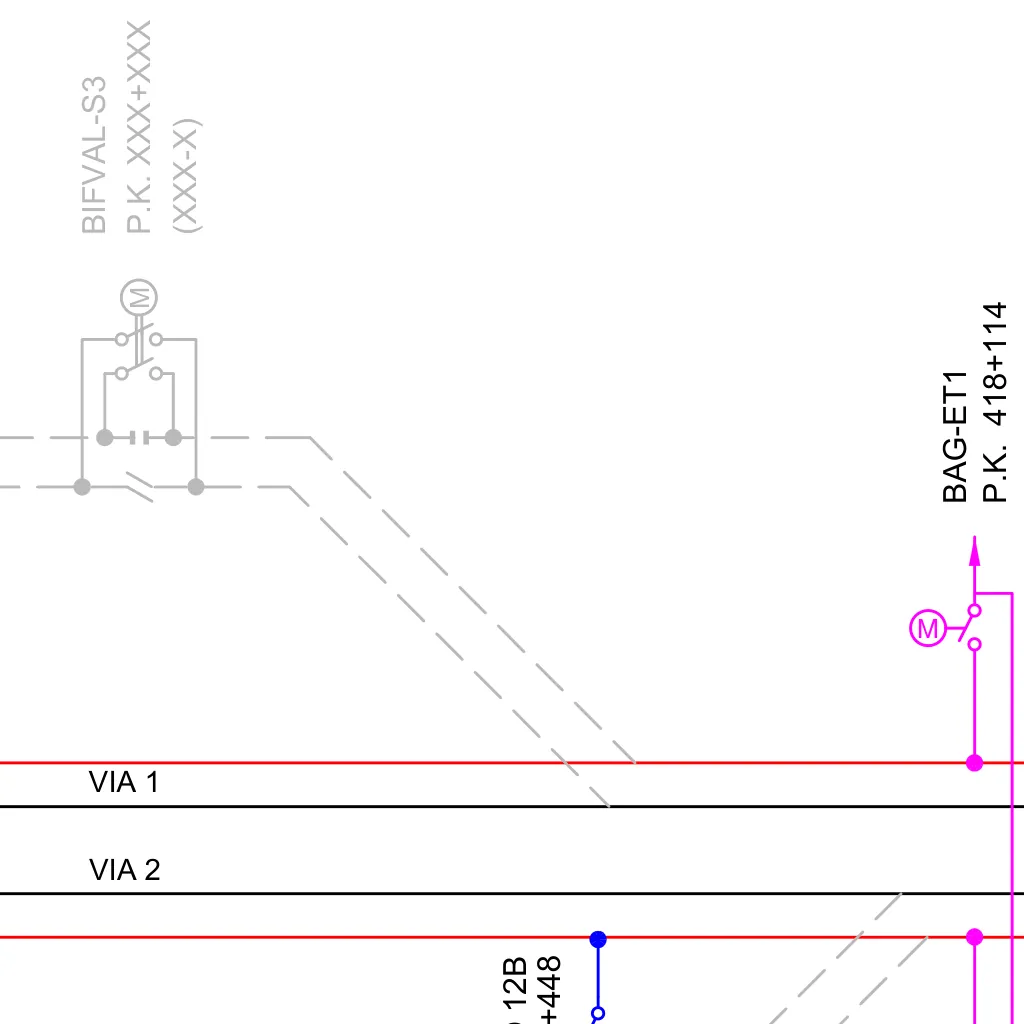 BIFVAL-S3
P.K. XXX+XXX
(XXX-X)
M
BAG-ET1
P.K. 418+114
M
VIA 1
VIA 2
12B
+448